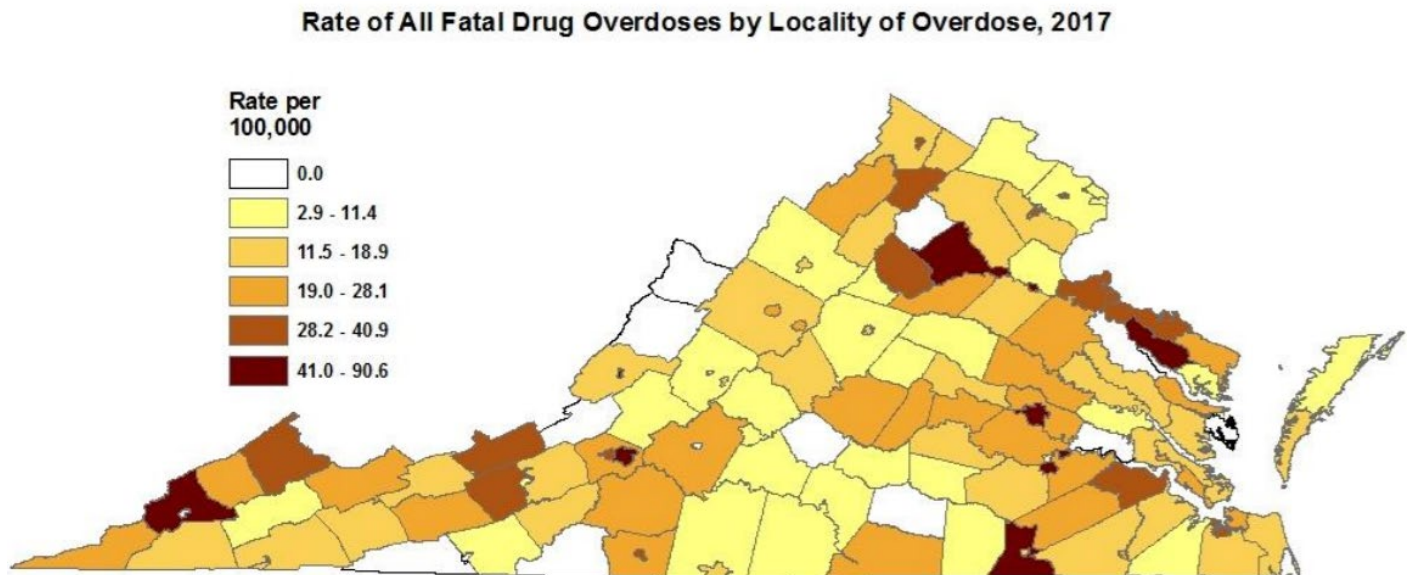 Rate of All Fatal Drug Overdoses by Locality of Overdose, 2017
Rate per
100,000
0.0
2.9 - 11.4
11.5 - 18.9
19.0 - 28.1
28.2 - 40.9
41.0 - 90.6